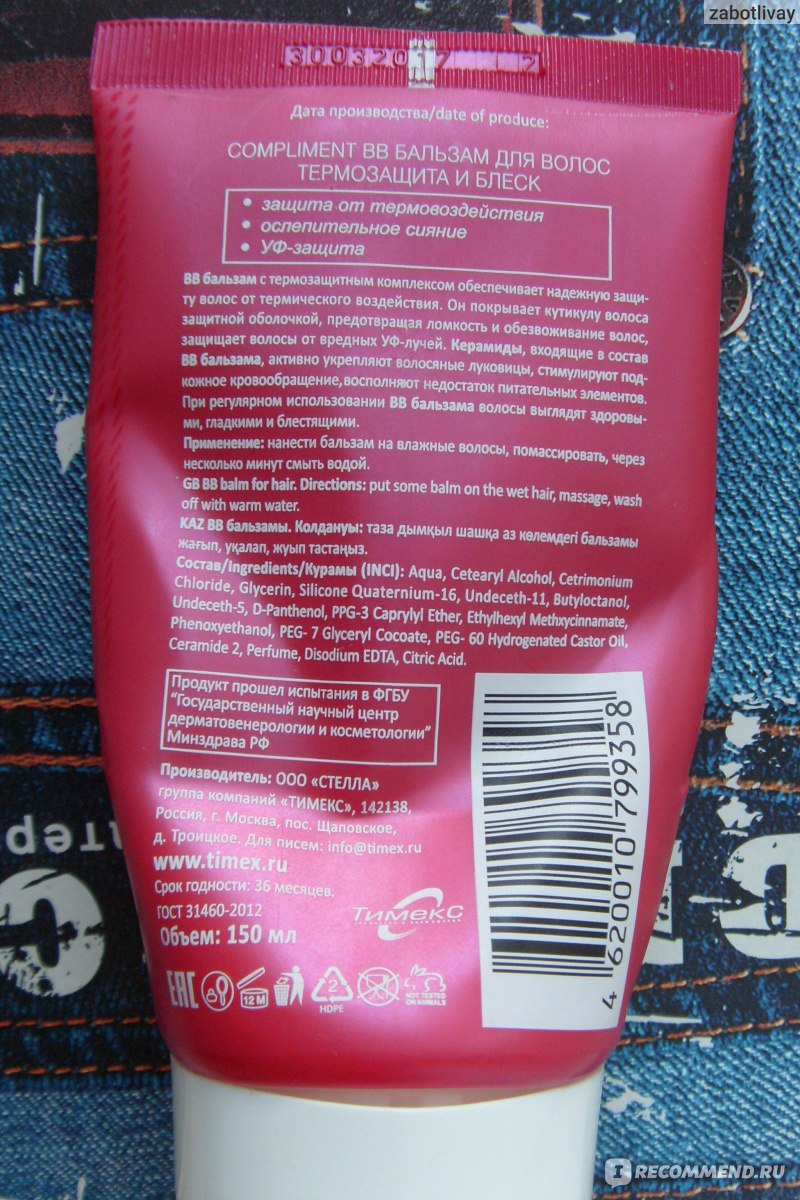 zabotlivay
30032017 2
Дата производства/date of produce:
COMPLIMENT BB БАЛЬЗАМ ДЛЯ ВОЛОС
ТЕРМОЗАЩИТА И БЛЕСК
• защита от термовоздействия
• ослепительное сияние
• УФ-защита
BB бальзам с термозащитным комплексом обеспечивает надежную защи-
ту волос от термического воздействия. Он покрывает кутикулу волоса
защитной оболочкой, предотвращая ломкость и обезвоживание волос,
защищает волосы от вредных УФ-лучей. Керамиды, входящие в состав
BB бальзама, активно укрепляют волосяные луковицы, стимулируют под-
кожное кровообращение, восполняют недостаток питательных элементов.
При регулярном использовании BB бальзама волосы выглядят здоровы-
ми, гладкими и блестящими.
Применение: нанести бальзам на влажные волосы, помассировать, через
несколько минут смыть водой.
GB BB balm for hair. Directions: put some balm on the wet hair, massage, wash
off with warm water.
KAZ BB бальзамы. Колдануы: таза дымқыл шашқа аз көлемдегі бальзамы
жағып, уқалап, жуып тастаңыз.
Состав/Ingredients/Курамы (INCI): Aqua, Cetearyl Alcohol, Cetrimonium
Chloride, Glycerin, Silicone Quaternium-16, Undeceth-11, Butyloctanol,
Undeceth-5, D-Panthenol, PPG-3 Caprylyl Ether, Ethylhexyl Methxycinnamate,
Phenoxyethanol, PEG- 7 Glyceryl Cocoate, PEG- 60 Hydrogenated Castor Oil,
Ceramide 2, Perfume, Disodium EDTA, Citric Acid.
Продукт прошел испытания в ФГБУ
"Государственный научный центр
дерматовенерологии и косметологии"
Минздрава РФ
Производитель: ООО «СТЕЛЛА»
группа компаний «ТИМЕКС», 142138,
Россия, г. Москва, пос. Щаповское,
д. Троицкое. Для писем: info@timex.ru
www.timex.ru
Срок годности: 36 месяцев.
ГОСТ 31460-2012
Объем: 150 мл
Тимекс
4 620010 799358
EAC
12 M
2
HDPE
NOT TESTED
ON ANIMALS
атер
IRECOMMEND.RU